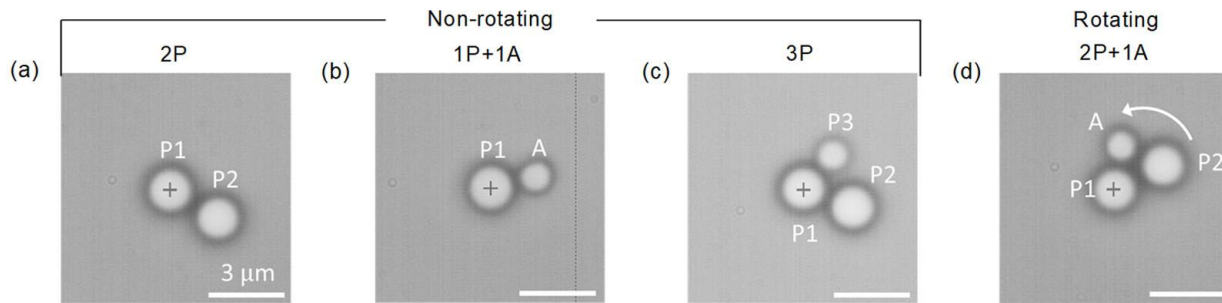 Non-rotating
Rotating
2P
1P+1A
3P
2P+1A
(a)
(b)
(c)
(d)
P1
P2
3 μm
P1
A
P3
P2
P1
A
P1
P2